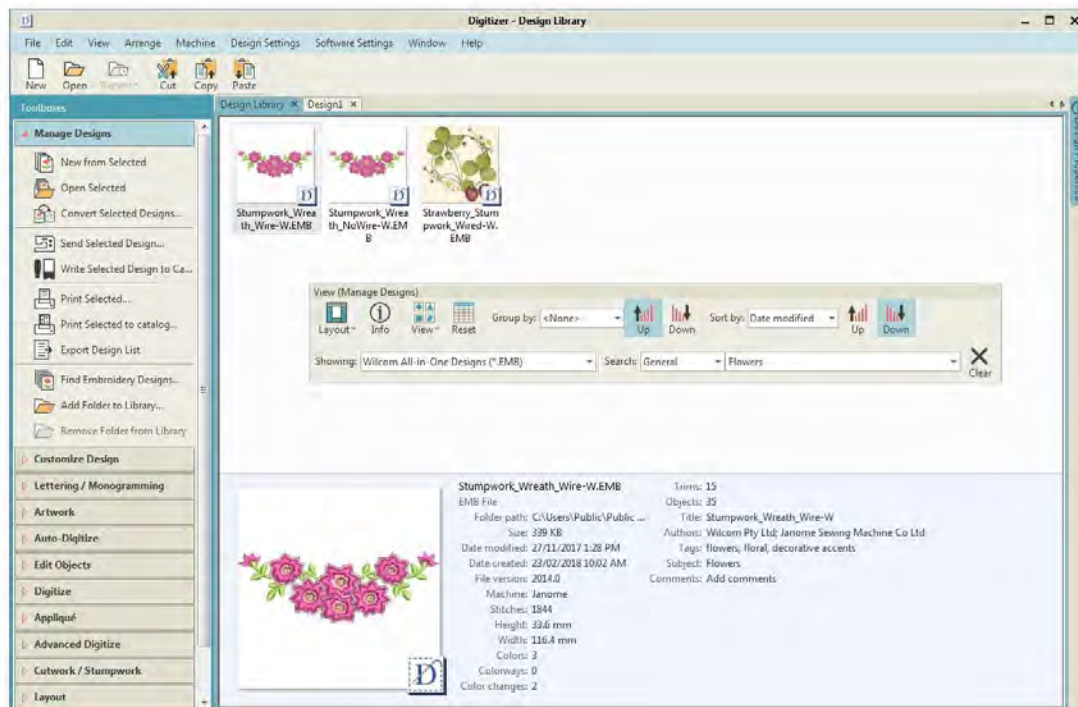 Digitizer - Design Library
File Edit View Arrange Machine Design Settings Software Settings Window Help
New Open Cut Copy Paste
Toolboxes
Design Library Design1
Manage Designs
New from Selected
Open Selected
Convert Selected Designs...
Send Selected Design...
Write Selected Design to Ca...
Print Selected...
Print Selected to catalog...
Export Design List
Find Embroidery Designs...
Add Folder to Library...
Remove Folder from Library
Customize Design
Lettering / Monogramming
Artwork
Auto-Digitize
Edit Objects
Digitize
Appliqué
Advanced Digitize
Cutwork / Stumpwork
Layout
Stumpwork_Wrea
th_Wire-W.EMB
Stumpwork_Wrea
th_NoWire-W.EM
B
Strawberry_Stum
pwork_Wired-W.
EMB
View (Manage Designs)
Layout Info View Reset Group by: <None> Up Down Sort by: Date modified Up Down
Showing: Wilcom All-in-One Designs (*.EMB) Search: General Flowers Clear
Stumpwork_Wreath_Wire-W.EMB
EMB File
Folder path: C:\Users\Public\Public ...
Size: 339 KB
Date modified: 27/11/2017 1:28 PM
Date created: 23/02/2018 10:02 AM
File version: 2014.0
Machine: Janome
Stitches: 1844
Height: 33.6 mm
Width: 116.4 mm
Colors: 3
Colorways: 0
Color changes: 2
Trims: 15
Objects: 35
Title: Stumpwork_Wreath_Wire-W
Authors: Wilcom Pty Ltd; Janome Sewing Machine Co Ltd
Tags: flowers, floral, decorative accents
Subject: Flowers
Comments: Add comments